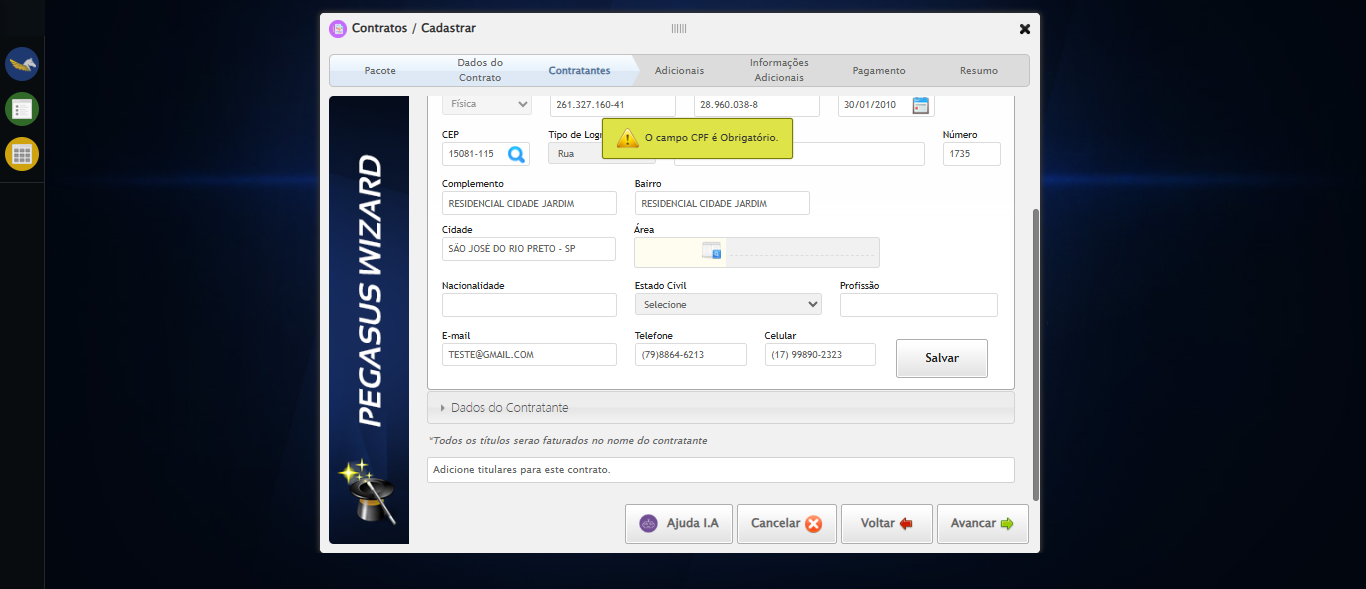 Contratos / Cadastrar
Pacote
Dados do
Contrato
Contratantes
Adicionais
Informações
Adicionais
Pagamento
Resumo
PEGASUS WIZARD
Física
261.327.160-41
28.960.038-8
30/01/2010
CEP
Tipo de Logr
Número
O campo CPF é Obrigatório.
15081-115
Rua
1735
Complemento
Bairro
RESIDENCIAL CIDADE JARDIM
RESIDENCIAL CIDADE JARDIM
Cidade
Área
SÃO JOSÉ DO RIO PRETO - SP
Nacionalidade
Estado Civil
Profissão
Selecione
E-mail
Telefone
Celular
TESTE@GMAIL.COM
(79)8864-6213
(17) 99890-2323
Salvar
Dados do Contratante
*Todos os títulos serao faturados no nome do contratante
Adicione titulares para este contrato.
Ajuda I.A
Cancelar
Voltar
Avancar